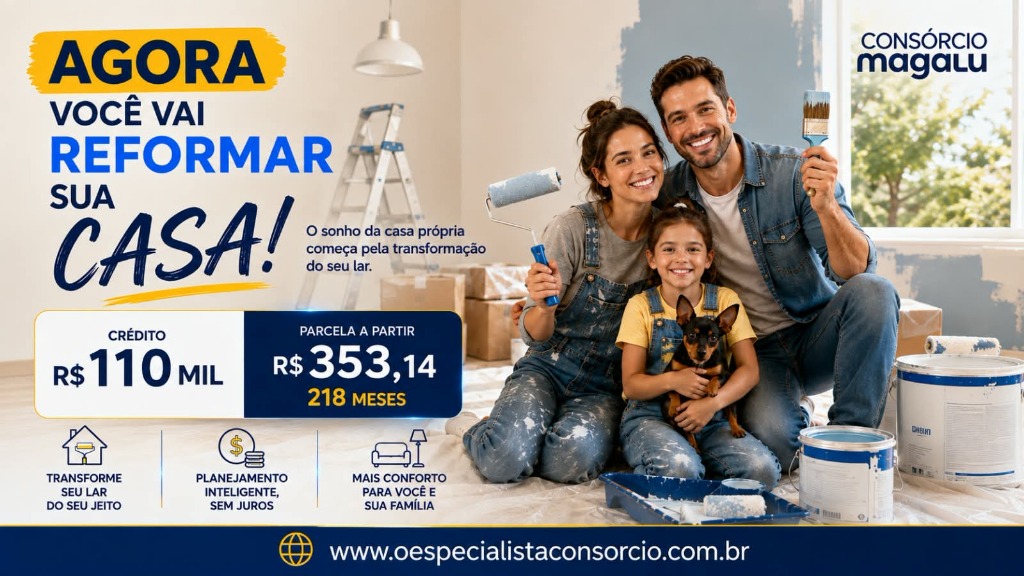 AGORA
VOCÊ VAI
REFORMAR
SUA
CASA!
O sonho da casa própria
começa pela transformação
do seu lar.
CONSÓRCIO
magalu
CRÉDITO
R$ 110 MIL
PARCELA A PARTIR
R$ 353,14
218 MESES
TRANSFORME
SEU LAR
DO SEU JEITO
PLANEJAMENTO
INTELIGENTE,
SEM JUROS
MAIS CONFORTO
PARA VOCÊ E
SUA FAMÍLIA
www.oespecialistaconsorcio.com.br